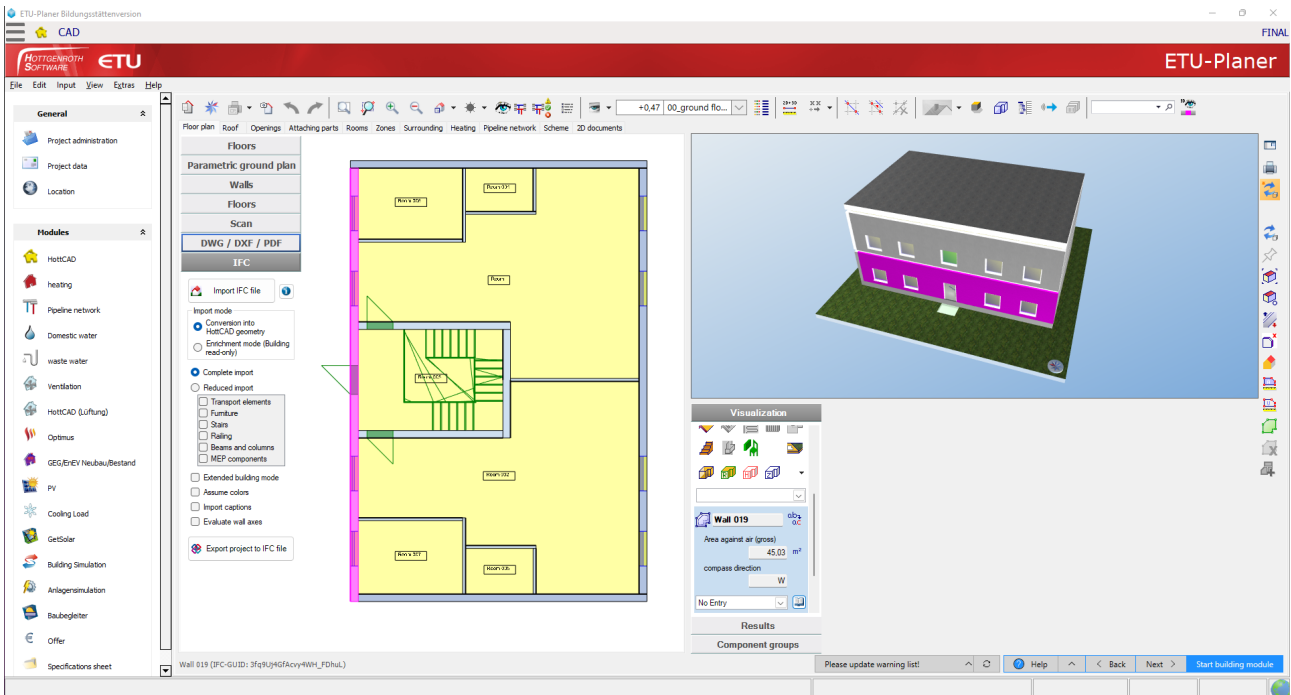 ETU-Planer Bildungsstättenversion
CAD
FINAL
HOTTGENROTH
SOFTWARE
ETU
ETU-Planer
File Edit Input View Extras Help
General
Project administration
Project data
Location
Modules
HottCAD
heating
Pipeline network
Domestic water
waste water
Ventilation
HottCAD (Lüftung)
Optimus
GEG/EnEV Neubau/Bestand
PV
Cooling Load
GetSolar
Building Simulation
Anlagensimulation
Baubegleiter
Offer
Specifications sheet
+0,47 00_ground flo...
Floor plan Roof Openings Attaching parts Rooms Zones Surrounding Heating Pipeline network Scheme 2D documents
Floors
Parametric ground plan
Walls
Floors
Scan
DWG / DXF / PDF
IFC
Import IFC file
Import mode
Conversion into
HottCAD geometry
Enrichment mode (Building
read-only)
Complete import
Reduced import
Transport elements
Furniture
Stairs
Railing
Beams and columns
MEP components
Extended building mode
Assume colors
Import captions
Evaluate wall axes
Export project to IFC file
Room
Visualization
Wall 019
Area against air (gross)
45,03 m²
compass direction
W
No Entry
Results
Component groups
Wall 019 (IFC-GUID: 3fq9Uj4GfAcvy4WH_FDhuL)
Please update warning list!
Help
< Back
Next >
Start building module